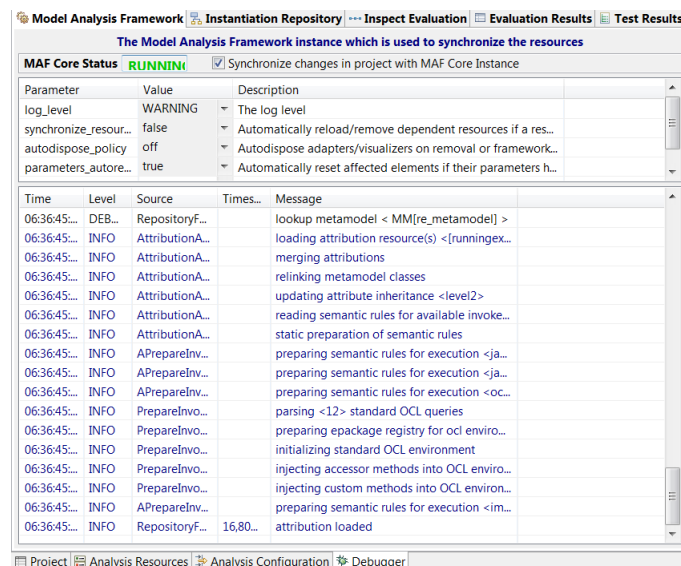 Model Analysis Framework Instantiation Repository Inspect Evaluation Evaluation Results Test Results
The Model Analysis Framework instance which is used to synchronize the resources
MAF Core Status RUNNING Synchronize changes in project with MAF Core Instance
Parameter Value Description
log_level WARNING The log level
synchronize_resour... false Automatically reload/remove dependent resources if a res...
autodispose_policy off Autodispose adapters/visualizers on removal or framework...
parameters_autore... true Automatically reset affected elements if their parameters h...
Time Level Source Times... Message
06:36:45:... DEB... RepositoryF... lookup metamodel < MM[re_metamodel] >
06:36:45:... INFO AttributionA... loading attribution resource(s) <[runningex...
06:36:45:... INFO AttributionA... merging attributions
06:36:45:... INFO AttributionA... relinking metamodel classes
06:36:45:... INFO AttributionA... updating attribute inheritance <level2>
06:36:45:... INFO AttributionA... reading semantic rules for available invoke...
06:36:45:... INFO AttributionA... static preparation of semantic rules
06:36:45:... INFO APrepareInv... preparing semantic rules for execution <ja...
06:36:45:... INFO APrepareInv... preparing semantic rules for execution <ja...
06:36:45:... INFO APrepareInv... preparing semantic rules for execution <oc...
06:36:45:... INFO PrepareInvo... parsing <12> standard OCL queries
06:36:45:... INFO PrepareInvo... preparing epackage registry for ocl enviro...
06:36:45:... INFO PrepareInvo... initializing standard OCL environment
06:36:45:... INFO PrepareInvo... injecting accessor methods into OCL enviro...
06:36:45:... INFO PrepareInvo... injecting custom methods into OCL environ...
06:36:45:... INFO APrepareInv... preparing semantic rules for execution <im...
06:36:45:... INFO RepositoryF... 16,80... attribution loaded
Project Analysis Resources Analysis Configuration Debugger